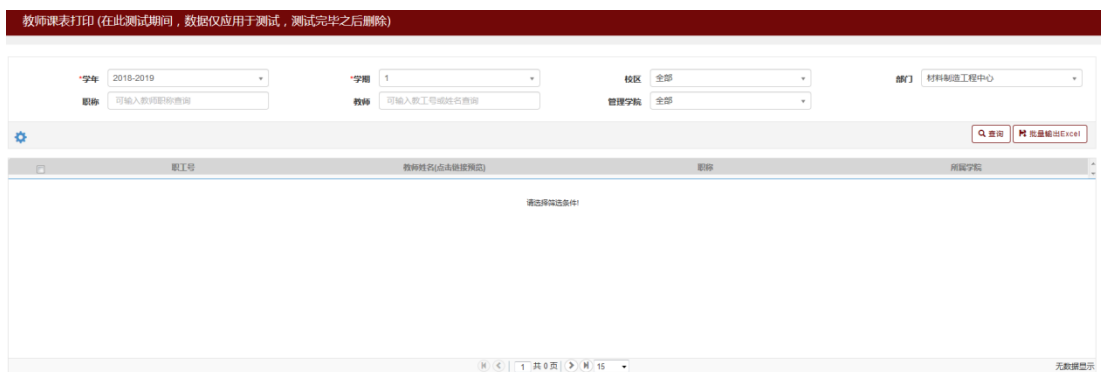 教师课表打印 (在此测试期间，数据仅应用于测试，测试完毕之后删除)
*学年 2018-2019 *学期 1 校区 全部 部门 材料制造工程中心
职称 可输入教师职称查询 教师 可输入教工号或姓名查询 管理学院 全部
查询 批量输出Excel
职工号 教师姓名(点击链接预览) 职称 所属学院
请选择筛选条件!
1 共 0 页 15 无数据显示